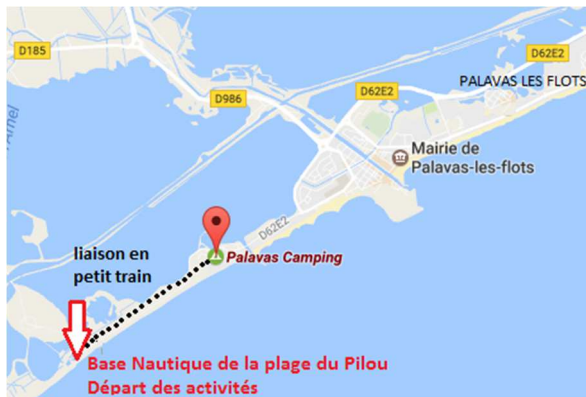 D185
D62E2
PALAVAS LES FLOTS
D62E2
D986
Mairie de
Palavas-les-flots
D62E2
Palavas Camping
liaison en
petit train
Base Nautique de la plage du Pilou
Départ des activités